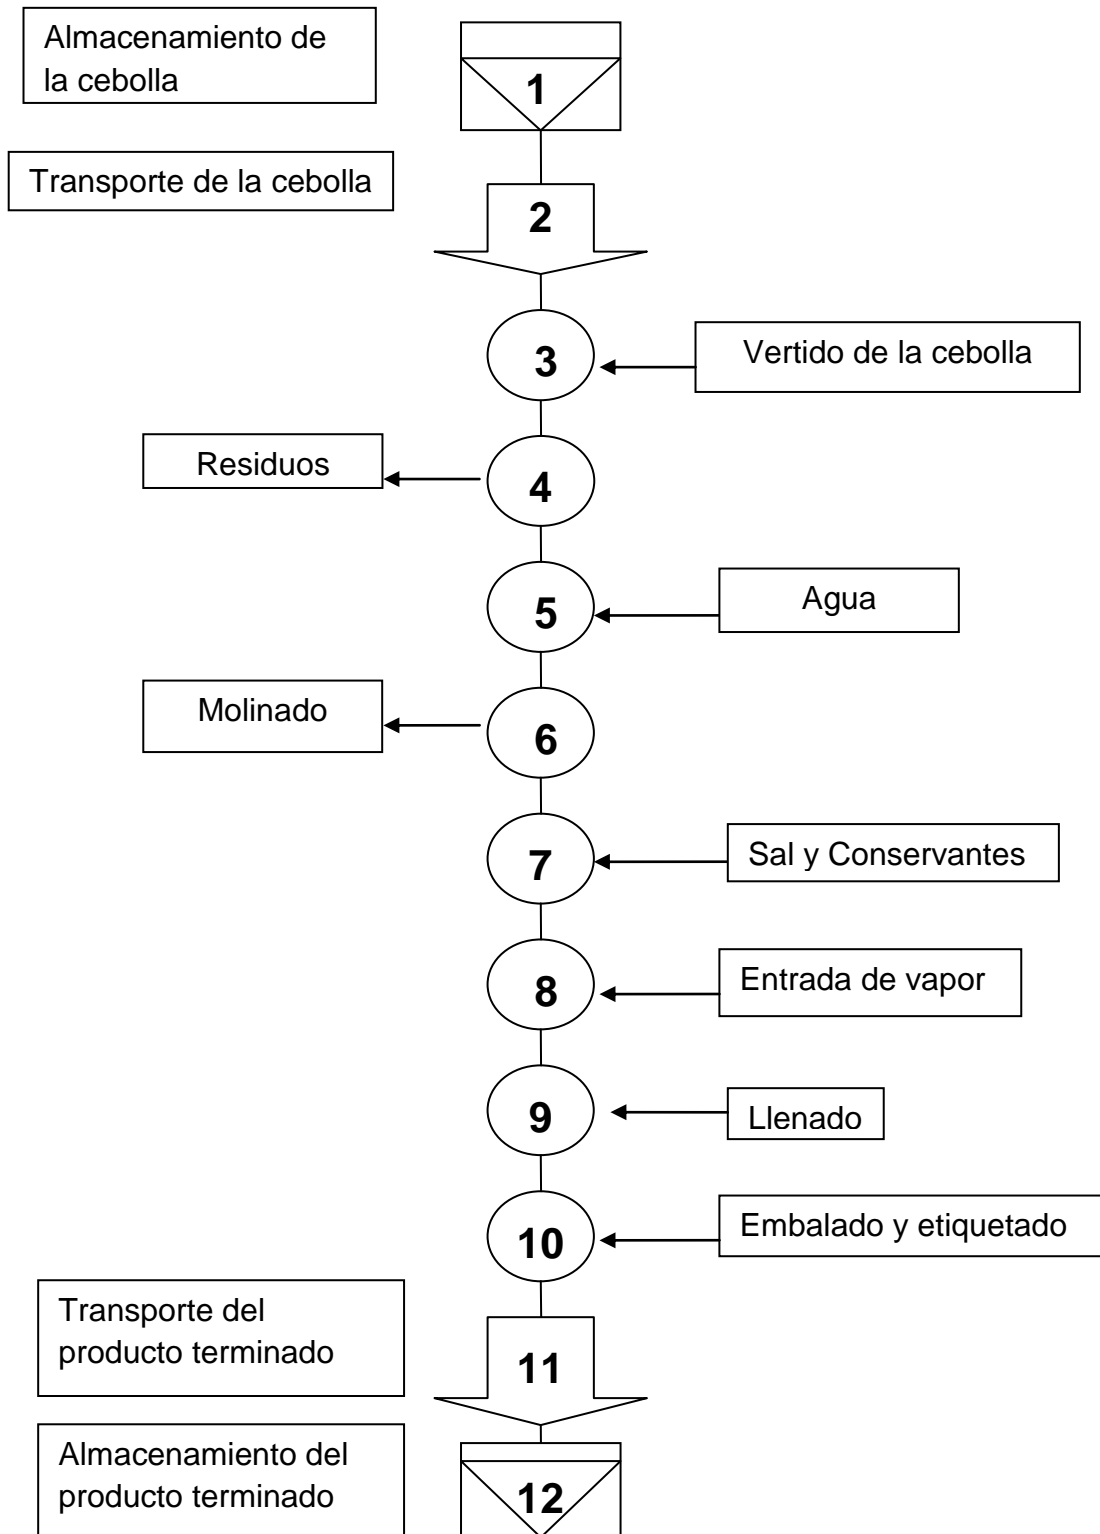 Almacenamiento de
la cebolla
1
Transporte de la cebolla
2
3
Vertido de la cebolla
Residuos
4
5
Agua
Molinado
6
7
Sal y Conservantes
8
Entrada de vapor
9
Llenado
10
Embalado y etiquetado
Transporte del
producto terminado
11
Almacenamiento del
producto terminado
12